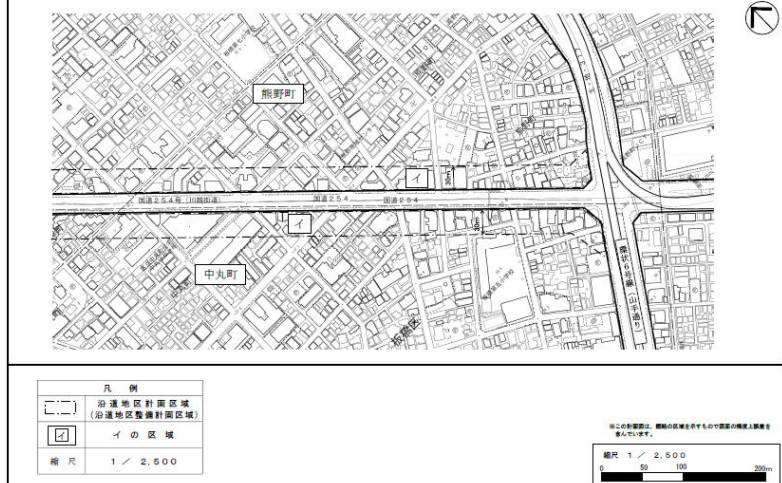 熊野町
イ
30m
国道254号(川越街道)
国道254
国道254
イ
30m
中丸町
環状6号線(山手通り)
板橋区
凡 例
沿道地区計画区域
(沿道地区整備計画区域)
イ
イ の 区 域
縮 尺
1 / 2,500
※この計画図は、概略の区域を示すもので図面の精度上誤差を
含んでいます。
縮尺 1 / 2,500
0 50 100 200m